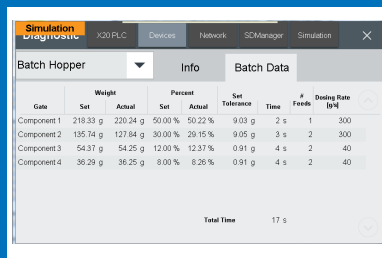 Simulation
Diagnostic X20 PLC Devices Network SDManager Simulation X
Batch Hopper Info Batch Data
Weight Percent Set # Dosing Rate
Gate Set Actual Set Actual Tolerance Time Feeds [g/s]
Component 1 218.33 g 220.24 g 50.00 % 50.22 % 9.03 g 2 s 1 300
Component 2 135.74 g 127.84 g 30.00 % 29.15 % 9.05 g 3 s 2 300
Component 3 54.37 g 54.25 g 12.00 % 12.37 % 0.91 g 4 s 2 40
Component 4 36.29 g 36.25 g 8.00 % 8.26 % 0.91 g 4 s 2 40
Total Time 17 s